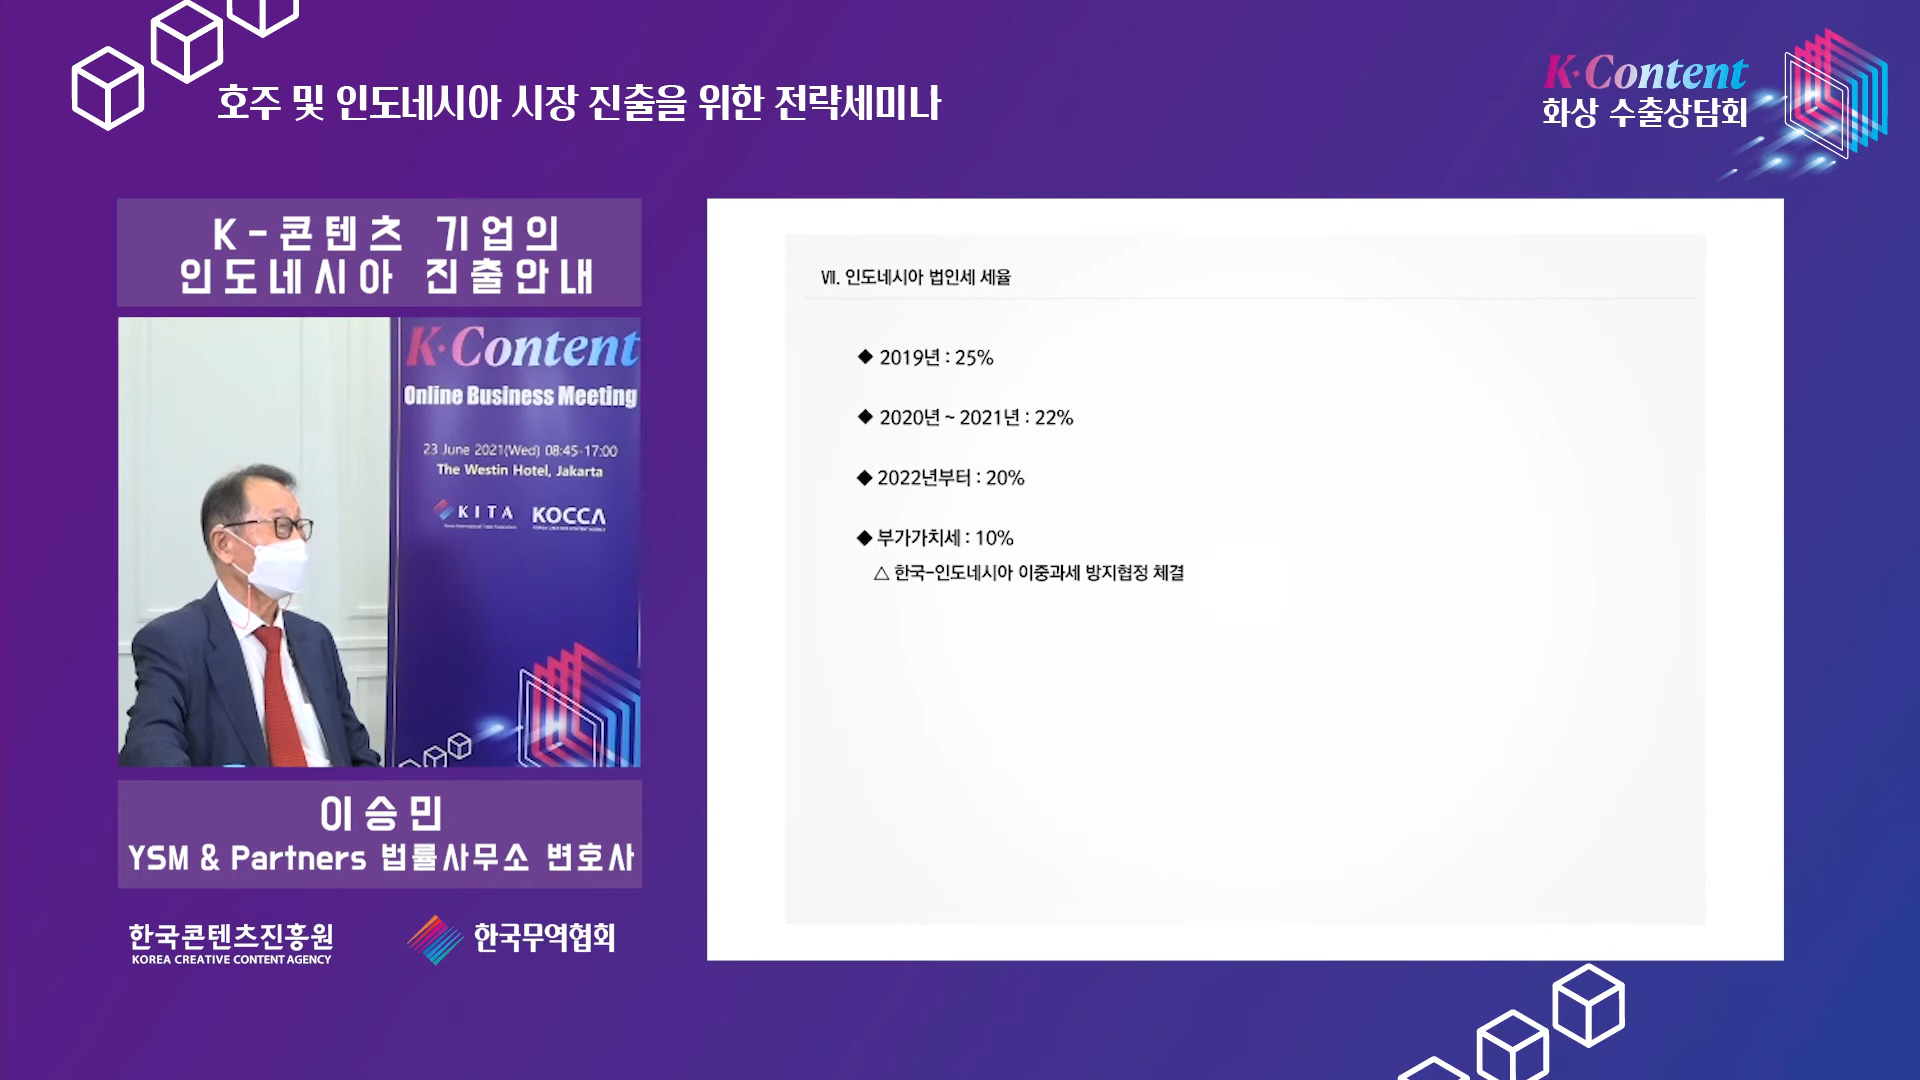 호주 및 인도네시아 시장 진출을 위한 전략세미나
K·Content
화상 수출상담회
K-콘텐츠 기업의
인도네시아 진출안내
K·Content
Online Business Meeting
23 June 2021(Wed) 08:45-17:00
The Westin Hotel, Jakarta
KITA
KOCCA
이승민
YSM & Partners 법률사무소 변호사
한국콘텐츠진흥원
KOREA CREATIVE CONTENT AGENCY
한국무역협회
Ⅶ. 인도네시아 법인세 세율
◆ 2019년 : 25%
◆ 2020년 ~ 2021년 : 22%
◆ 2022년부터 : 20%
◆ 부가가치세 : 10%
△ 한국-인도네시아 이중과세 방지협정 체결